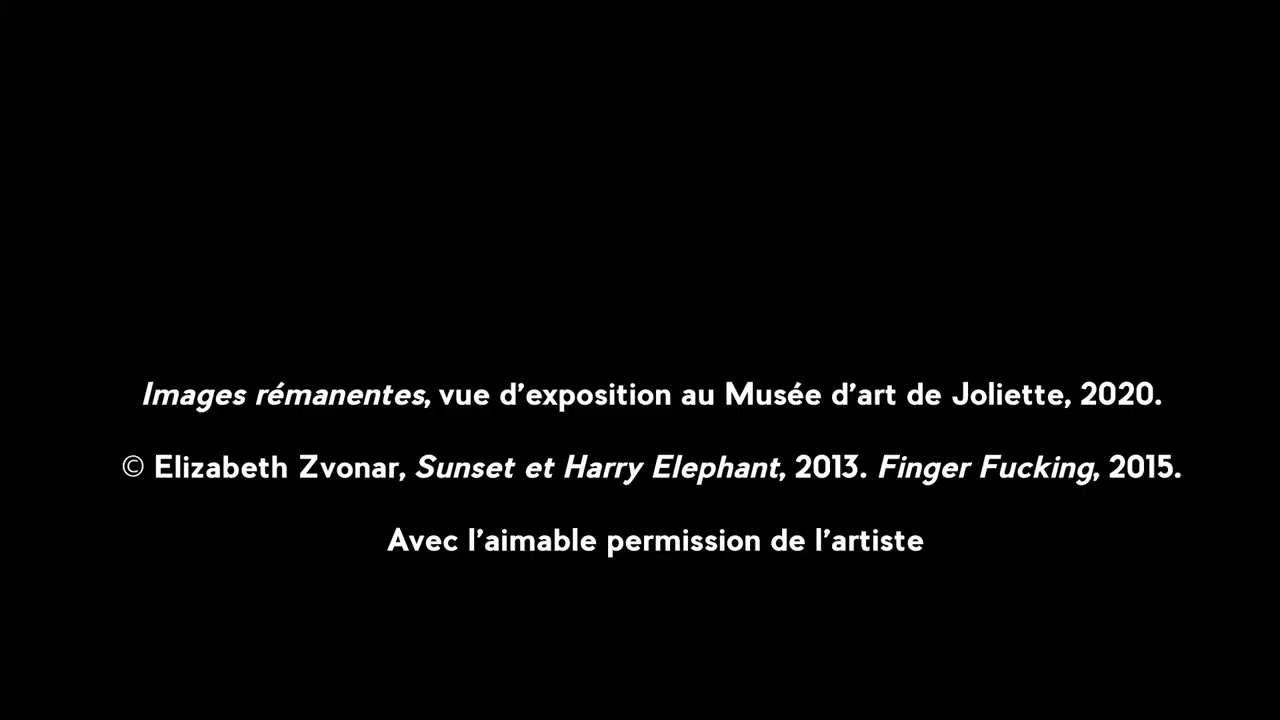 Images rémanentes, vue d’exposition au Musée d’art de Joliette, 2020.
© Elizabeth Zvonar, Sunset et Harry Elephant, 2013. Finger Fucking, 2015.
Avec l’aimable permission de l’artiste